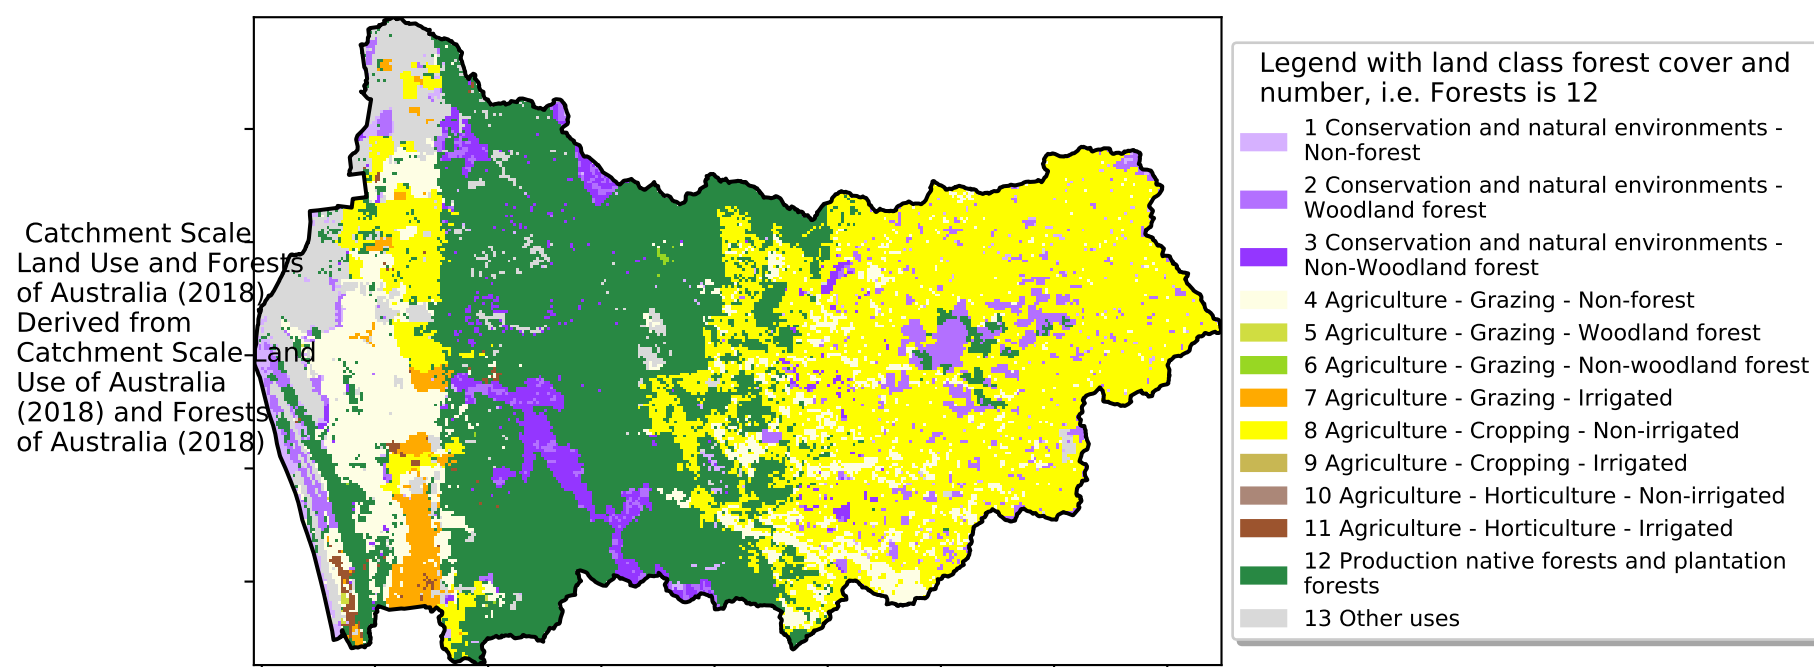 Catchment Scale
Land Use and Forests
of Australia (2018)
Derived from
Catchment Scale Land
Use of Australia
(2018) and Forests
of Australia (2018)
Legend with land class forest cover and
number, i.e. Forests is 12
1 Conservation and natural environments -
Non-forest
2 Conservation and natural environments -
Woodland forest
3 Conservation and natural environments -
Non-Woodland forest
4 Agriculture - Grazing - Non-forest
5 Agriculture - Grazing - Woodland forest
6 Agriculture - Grazing - Non-woodland forest
7 Agriculture - Grazing - Irrigated
8 Agriculture - Cropping - Non-irrigated
9 Agriculture - Cropping - Irrigated
10 Agriculture - Horticulture - Non-irrigated
11 Agriculture - Horticulture - Irrigated
12 Production native forests and plantation
forests
13 Other uses